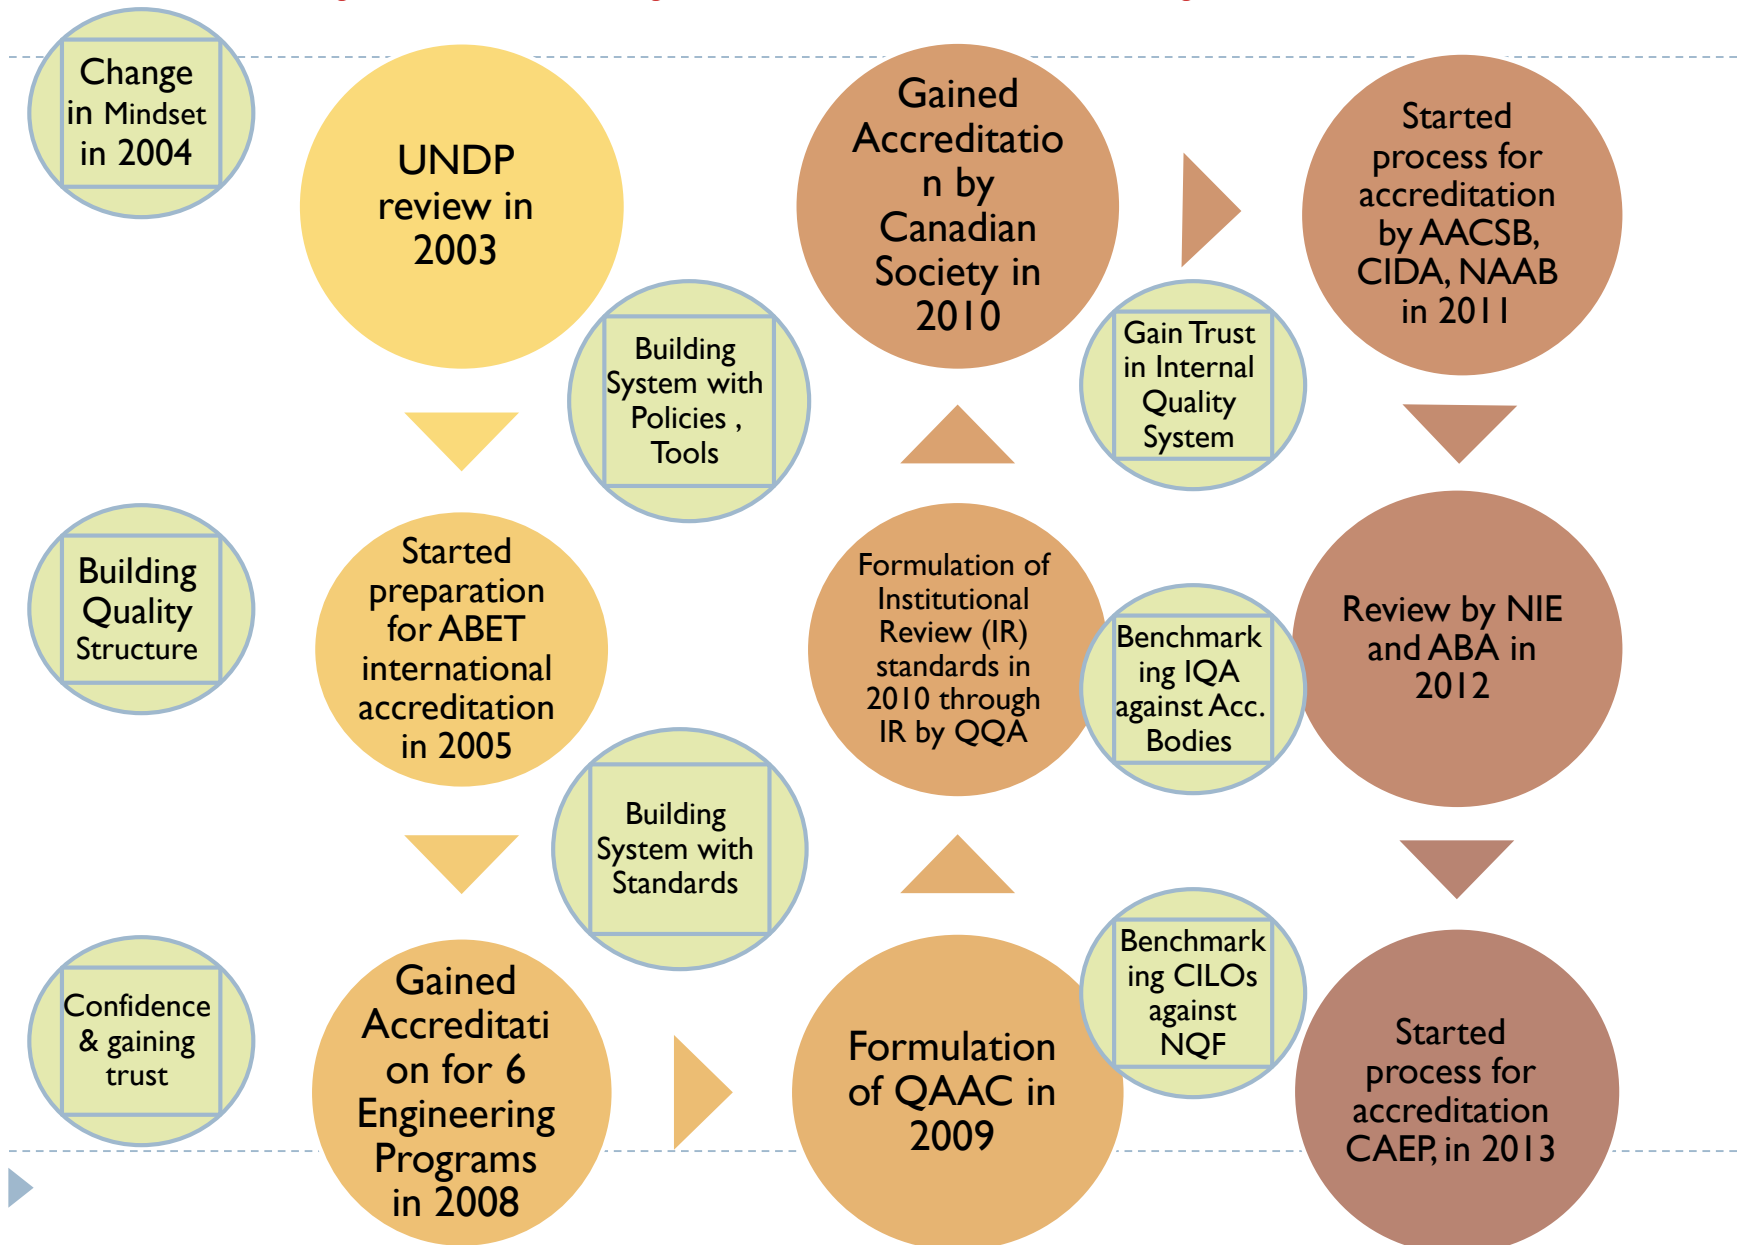 Change
in Mindset
in 2004
UNDP
review in
2003
Building
System with
Policies ,
Tools
Building
Quality
Structure
Started
preparation
for ABET
international
accreditation
in 2005
Building
System with
Standards
Confidence
& gaining
trust
Gained
Accreditati
on for 6
Engineering
Programs
in 2008
Formulation
of QAAC in
2009
Formulation of
Institutional
Review (IR)
standards in
2010 through
IR by QQA
Gained
Accreditatio
n by
Canadian
Society in
2010
Gain Trust
in Internal
Quality
System
Started
process for
accreditation
by AACSB,
CIDA, NAAB
in 2011
Benchmark
ing IQA
against Acc.
Bodies
Review by NIE
and ABA in
2012
Benchmark
ing CILOs
against
NQF
Started
process for
accreditation
CAEP, in 2013